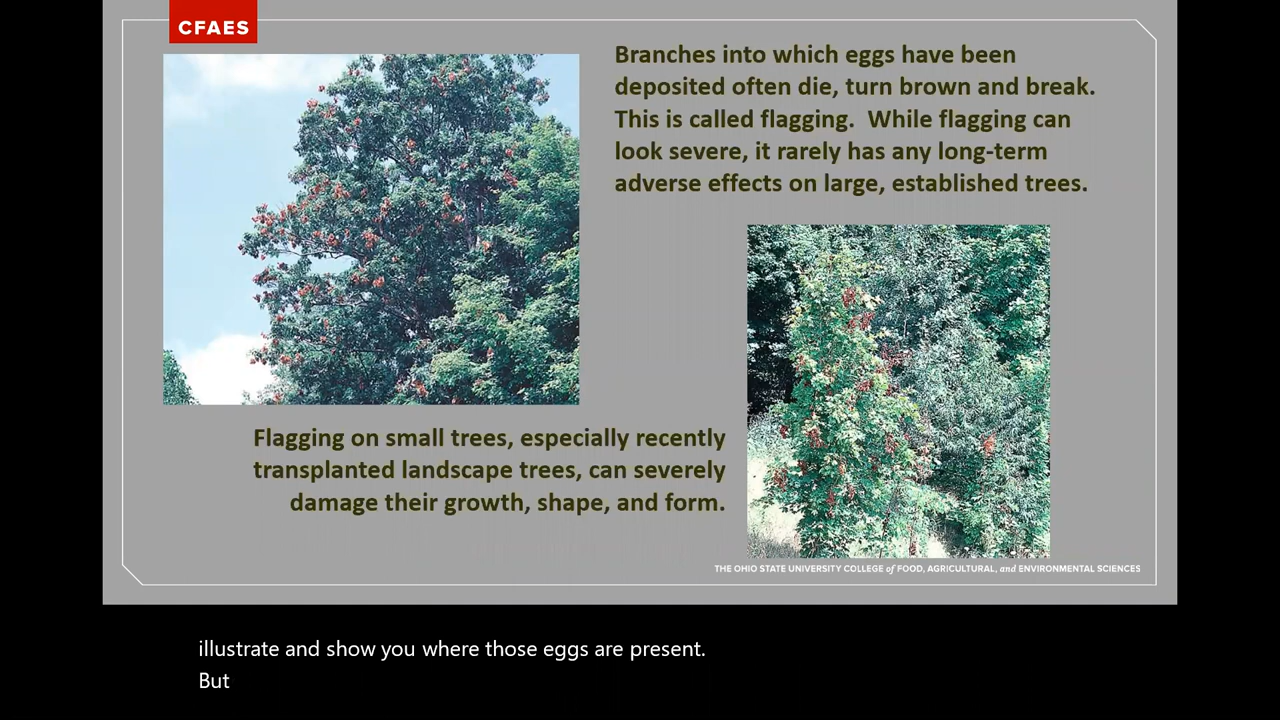 CFAES
Branches into which eggs have been
deposited often die, turn brown and break.
This is called flagging.  While flagging can
look severe, it rarely has any long-term
adverse effects on large, established trees.
Flagging on small trees, especially recently
transplanted landscape trees, can severely
damage their growth, shape, and form.
THE OHIO STATE UNIVERSITY COLLEGE of FOOD, AGRICULTURAL, and ENVIRONMENTAL SCIENCES
illustrate and show you where those eggs are present.
But